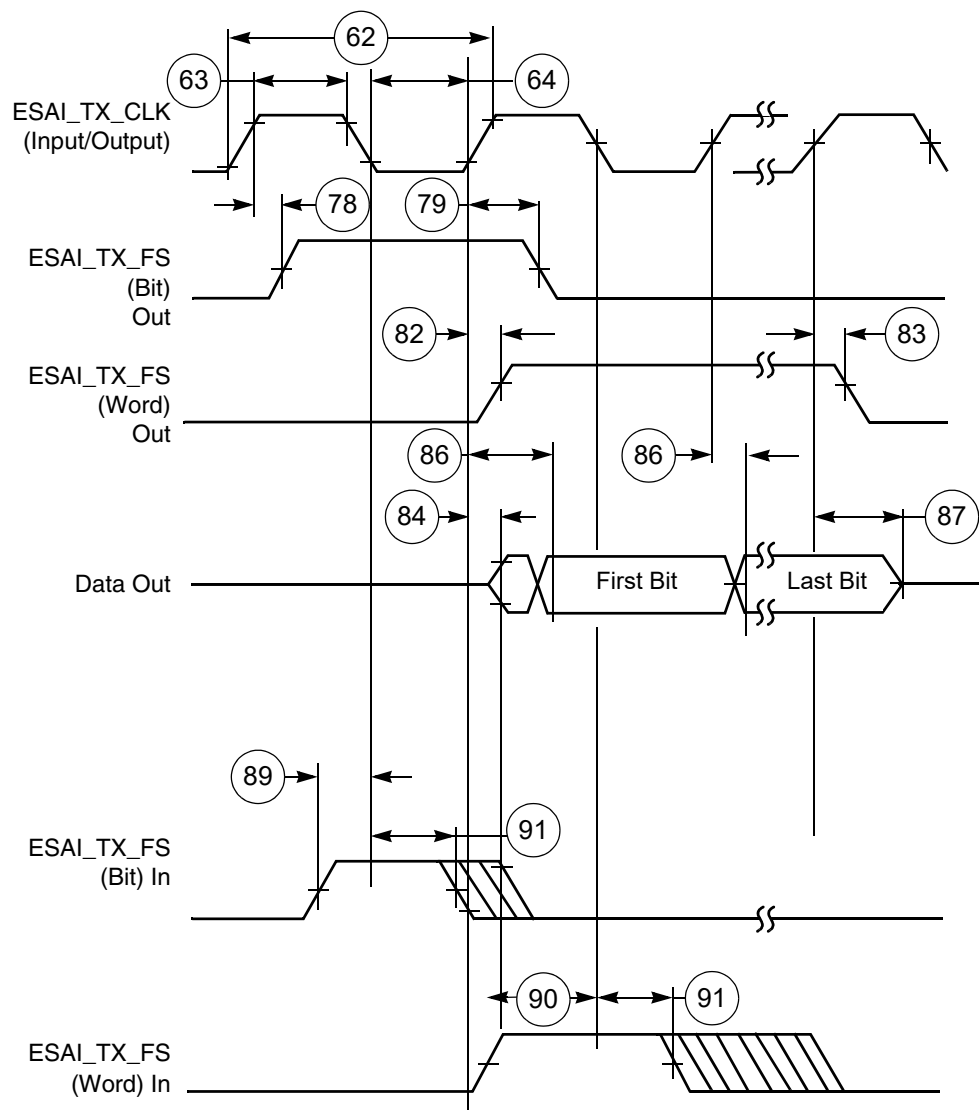 62
63
64
ESAI_TX_CLK
(Input/Output)
78
79
ESAI_TX_FS
(Bit)
Out
82
83
ESAI_TX_FS
(Word)
Out
86
86
84
87
Data Out
First Bit
Last Bit
89
91
ESAI_TX_FS
(Bit) In
90
91
ESAI_TX_FS
(Word) In